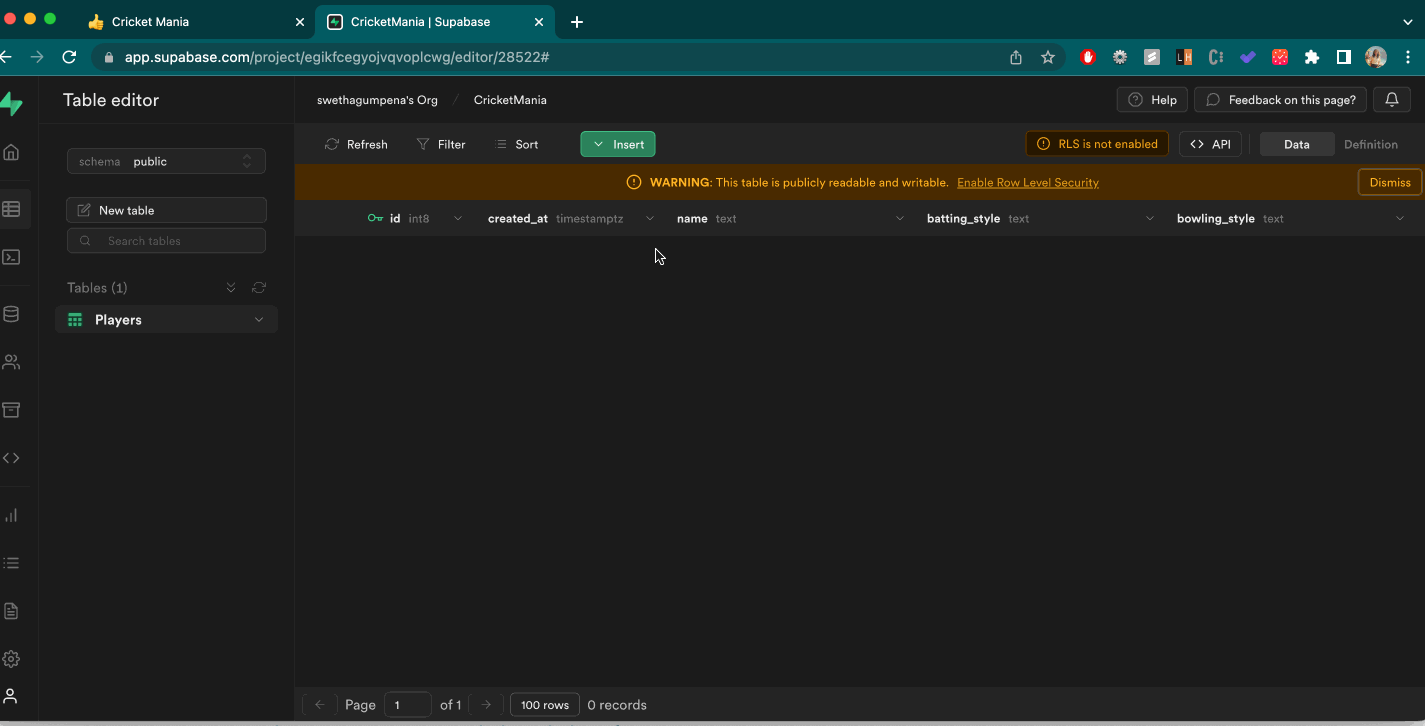 Cricket Mania
CricketMania | Supabase
app.supabase.com/project/egikfcegyojvqvoplcwg/editor/28522#
Table editor
swethagumpena's Org / CricketMania
Help
Feedback on this page?
schema public
Refresh
Filter
Sort
Insert
RLS is not enabled
<> API
Data
Definition
WARNING: This table is publicly readable and writable. Enable Row Level Security
Dismiss
New table
Search tables
id int8
created_at timestamptz
name text
batting_style text
bowling_style text
Tables (1)
Players
Page 1 of 1
100 rows
0 records